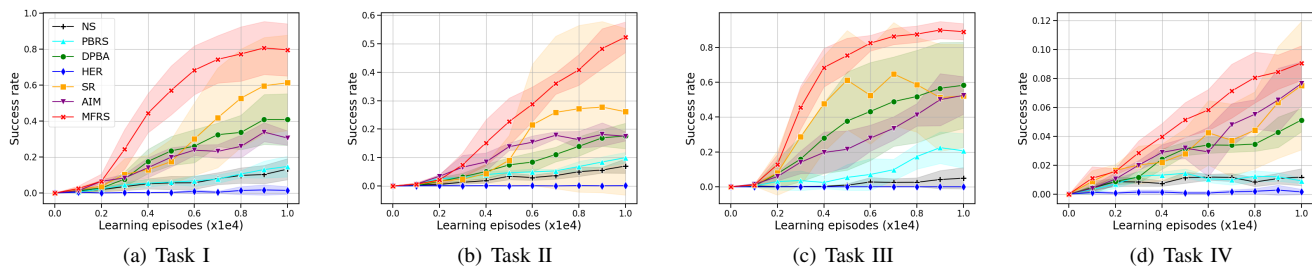 1.0
0.8
0.6
0.4
0.2
0.0
Success rate
NS
PBRS
DPBA
HER
SR
AIM
MFRS
0.0 0.2 0.4 0.6 0.8 1.0
Learning episodes (x1e4)
(a) Task I
0.6
0.5
0.4
0.3
0.2
0.1
0.0
Success rate
0.0 0.2 0.4 0.6 0.8 1.0
Learning episodes (x1e4)
(b) Task II
0.8
0.6
0.4
0.2
0.0
Success rate
0.0 0.2 0.4 0.6 0.8 1.0
Learning episodes (x1e4)
(c) Task III
0.12
0.10
0.08
0.06
0.04
0.02
0.00
Success rate
0.0 0.2 0.4 0.6 0.8 1.0
Learning episodes (x1e4)
(d) Task IV